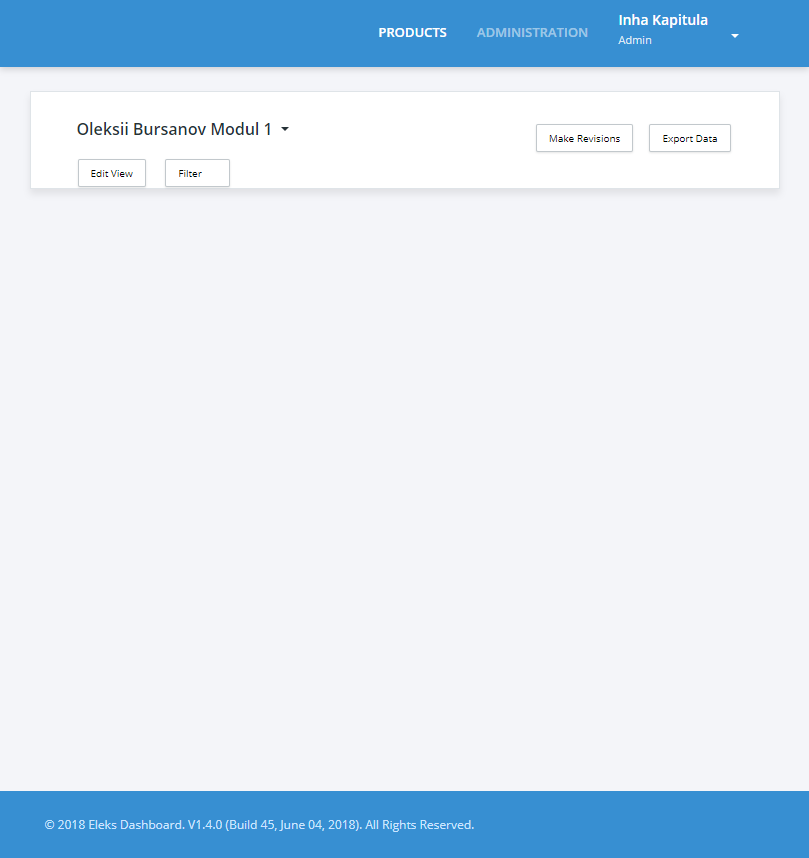 PRODUCTS
ADMINISTRATION
Inha Kapitula
Admin
Oleksii Bursanov Modul 1
Make Revisions
Export Data
Edit View
Filter
© 2018 Eleks Dashboard. V1.4.0 (Build 45, June 04, 2018). All Rights Reserved.